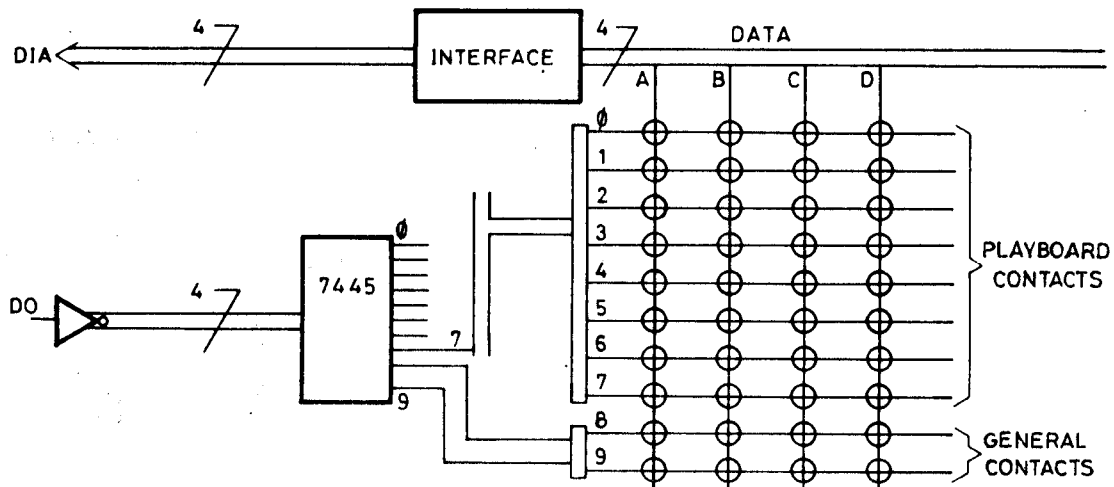 4
4
DATA
DIA
INTERFACE
A B C D
Ø
1
2
Ø
3
7445
4
4
PLAYBOARD
CONTACTS
DO
5
7
6
7
9
8
GENERAL
9
CONTACTS